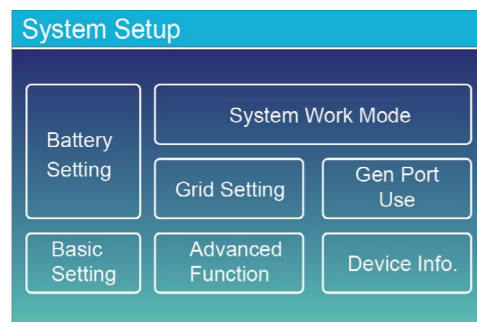 System Setup
Battery
Setting
System Work Mode
Grid Setting
Gen Port
Use
Basic
Setting
Advanced
Function
Device Info.